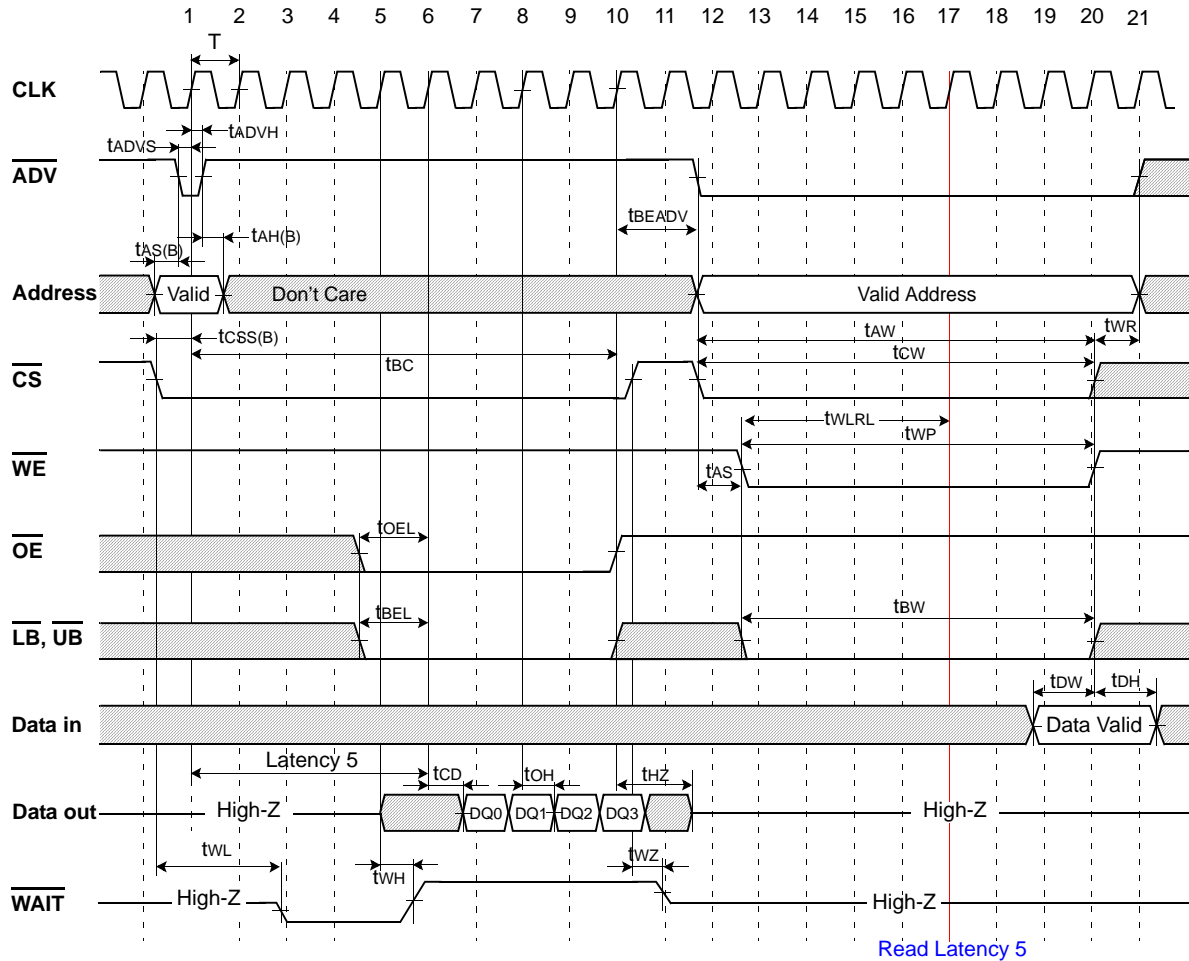 1 2 3 4 5 6 7 8 9 10 11 12 13 14 15 16 17 18 19 20 21
T
CLK
tADVH
tADVS
ADV
tBEADV
tAH(B)
tAS(B)
Address Valid Don't Care Valid Address
tCSS(B) tAW tWR
tBC tCW
CS
tWLRL
tWP
WE
tAS
tOEL
OE
tBEL tBW
LB, UB
tDW tDH
Data in Data Valid
Latency 5 tCD tOH tHZ
Data out High-Z DQ0 DQ1 DQ2 DQ3 High-Z
tWL tWH tWZ
WAIT High-Z High-Z
Read Latency 5